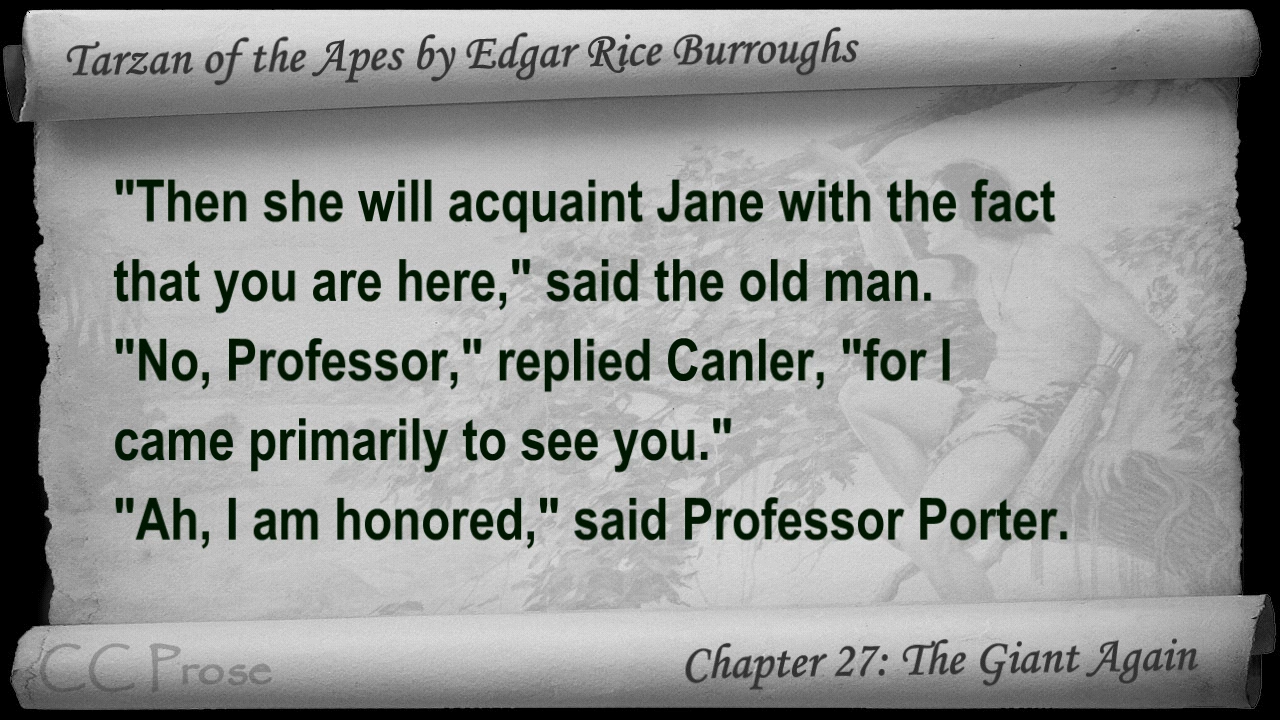 Tarzan of the Apes by Edgar Rice Burroughs
"Then she will acquaint Jane with the fact
that you are here," said the old man.
"No, Professor," replied Canler, "for I
came primarily to see you."
"Ah, I am honored," said Professor Porter.
CC Prose
Chapter 27: The Giant Again